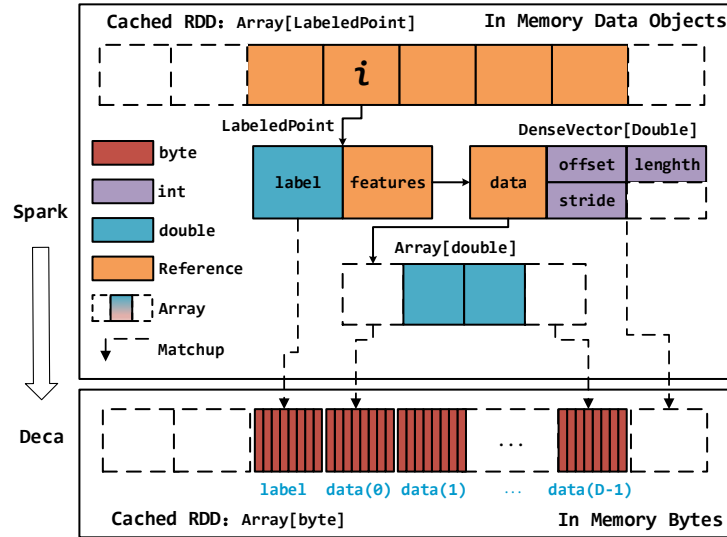 Cached RDD: Array[LabeledPoint]
In Memory Data Objects
i
LabeledPoint
DenseVector[Double]
byte
int
double
Reference
Array
Matchup
label
features
data
offset
lenghth
stride
Array[double]
Spark
Deca
...
label
data(0)
data(1)
...
data(D-1)
Cached RDD: Array[byte]
In Memory Bytes